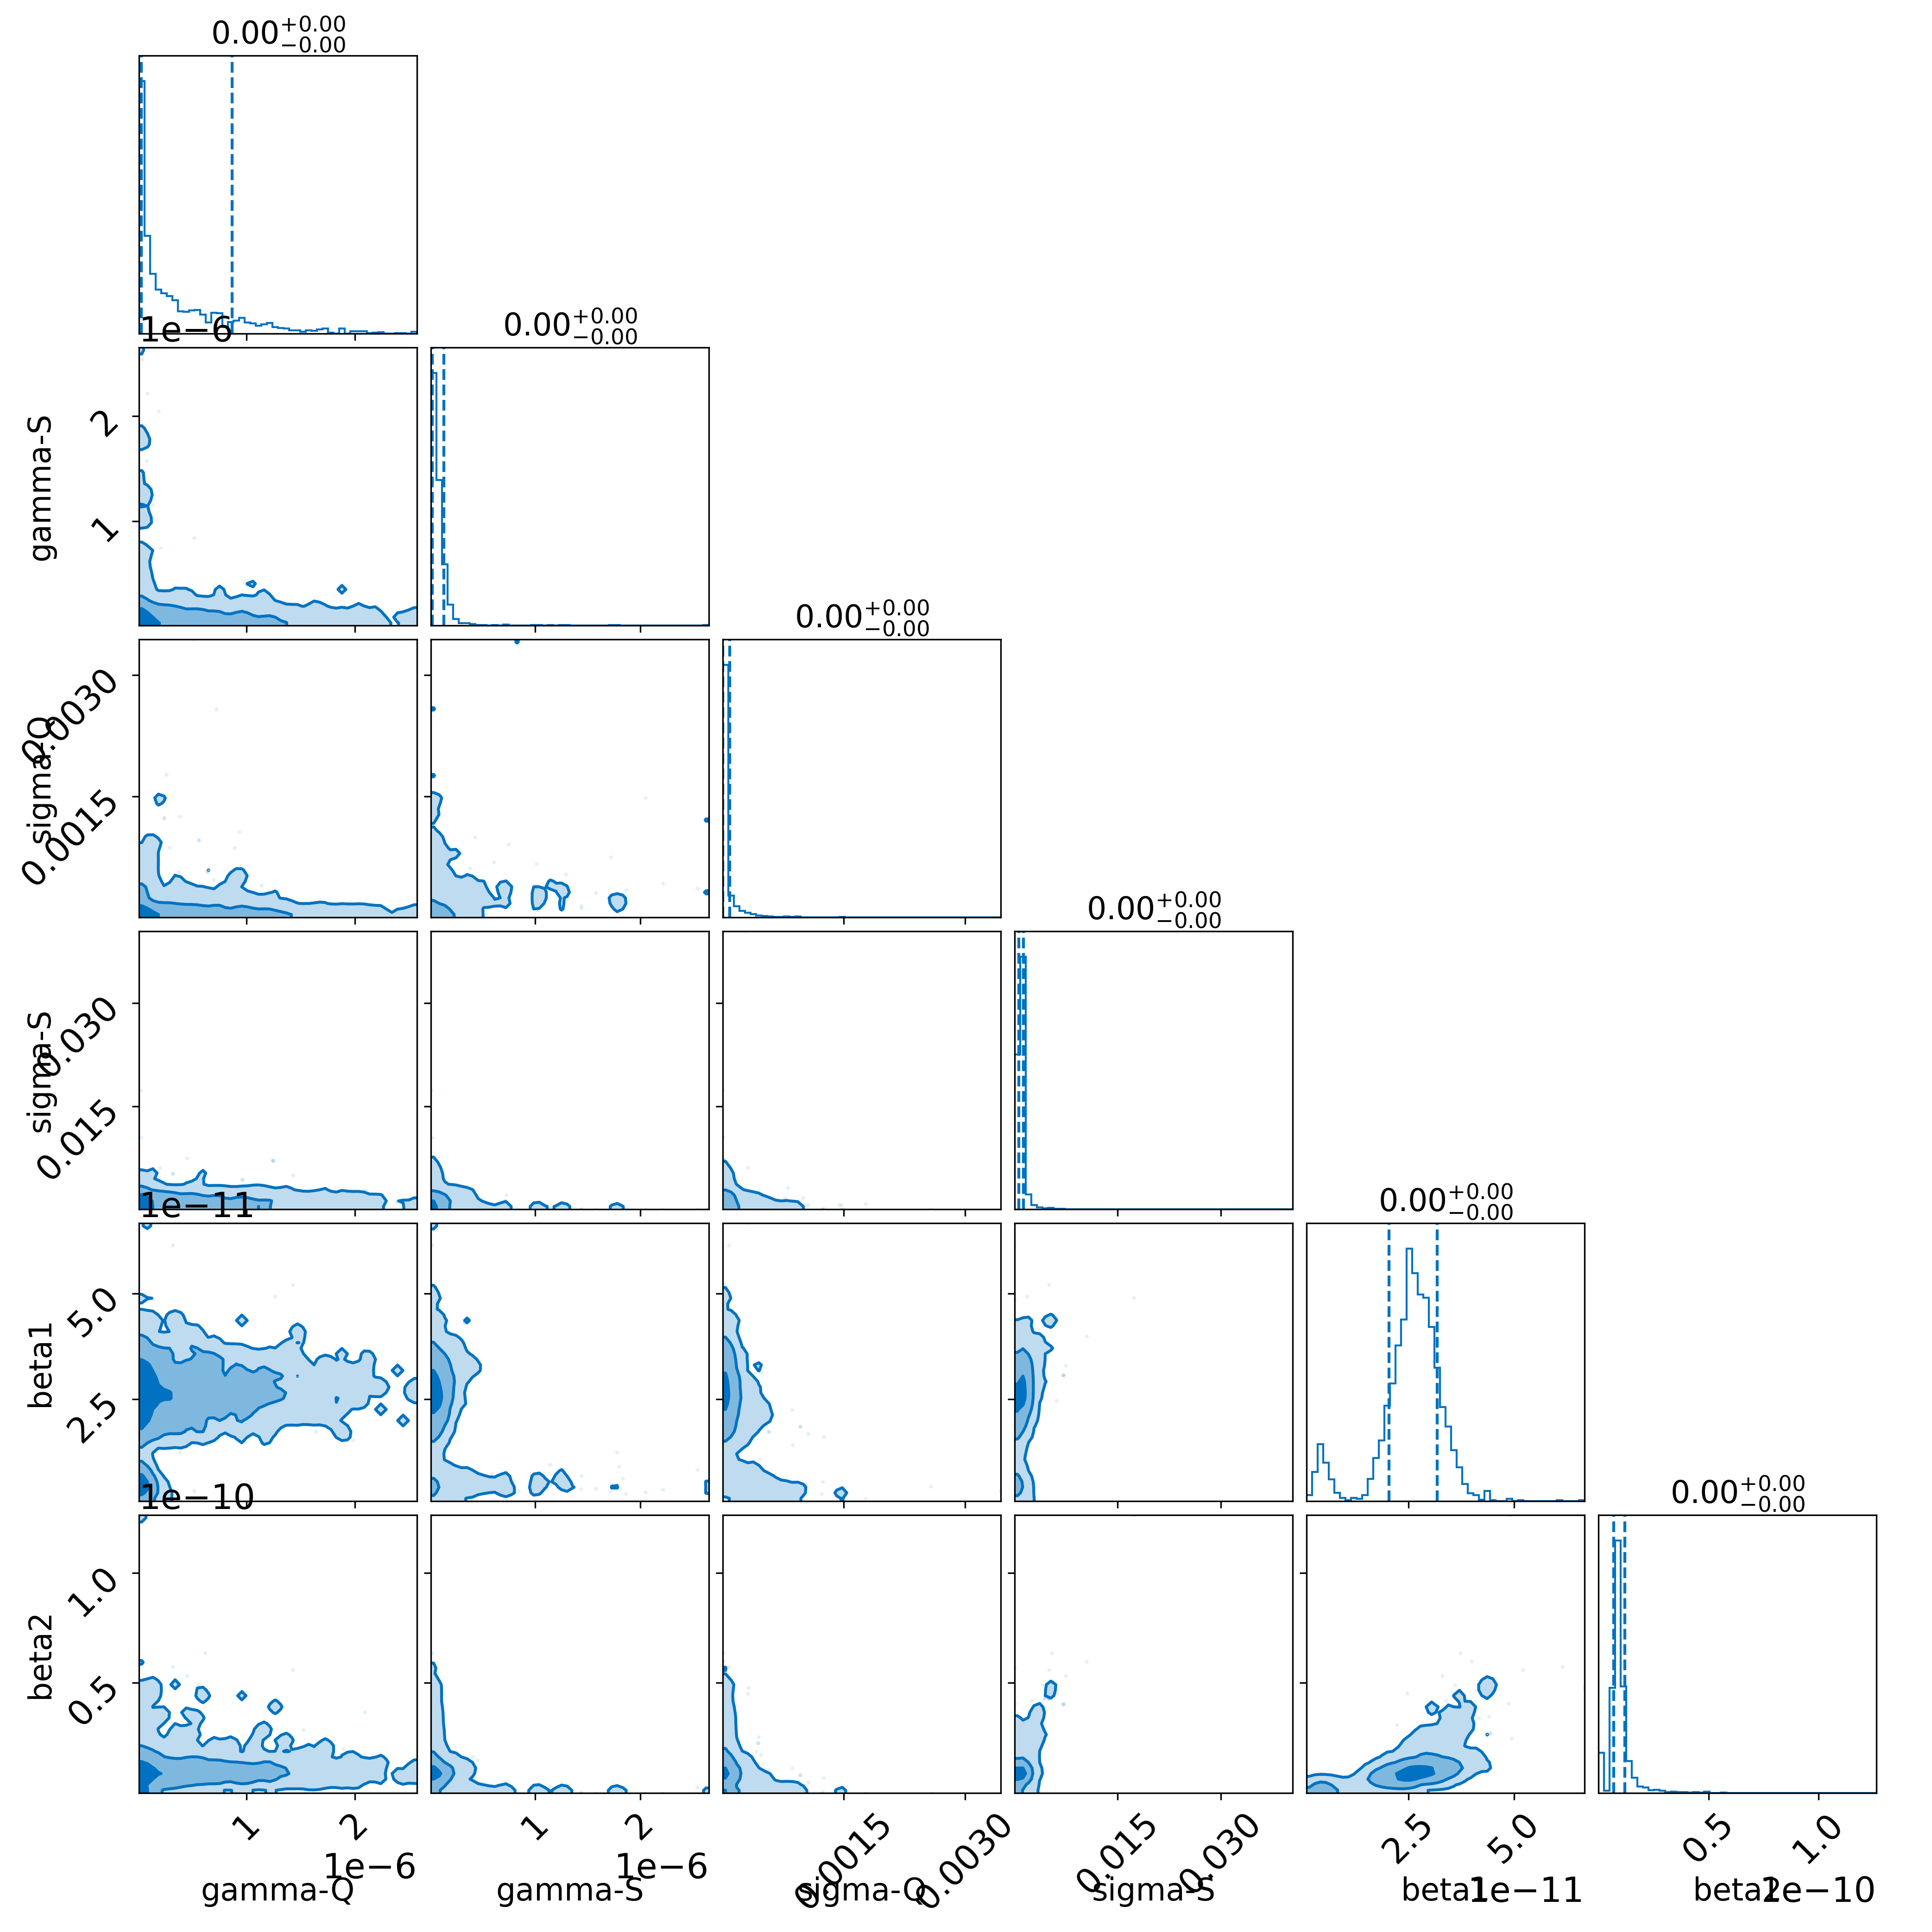 0.00+0.00−0.00
1e−6
0.00+0.00−0.00
gamma-S
2
1
0.00+0.00−0.00
sigma-Q
0.0030
0.0015
0.00+0.00−0.00
sigma-S
0.030
0.015
1e−11
0.00+0.00−0.00
beta1
5.0
2.5
1e−10
0.00+0.00−0.00
beta2
1.0
0.5
1 2 1 2 0.0015 0.0030 0.015 0.030 2.5 5.0 0.5 1.0
1e−6 1e−6 1e−11 1e−10
gamma-Q gamma-S sigma-Q sigma-S beta1 beta2